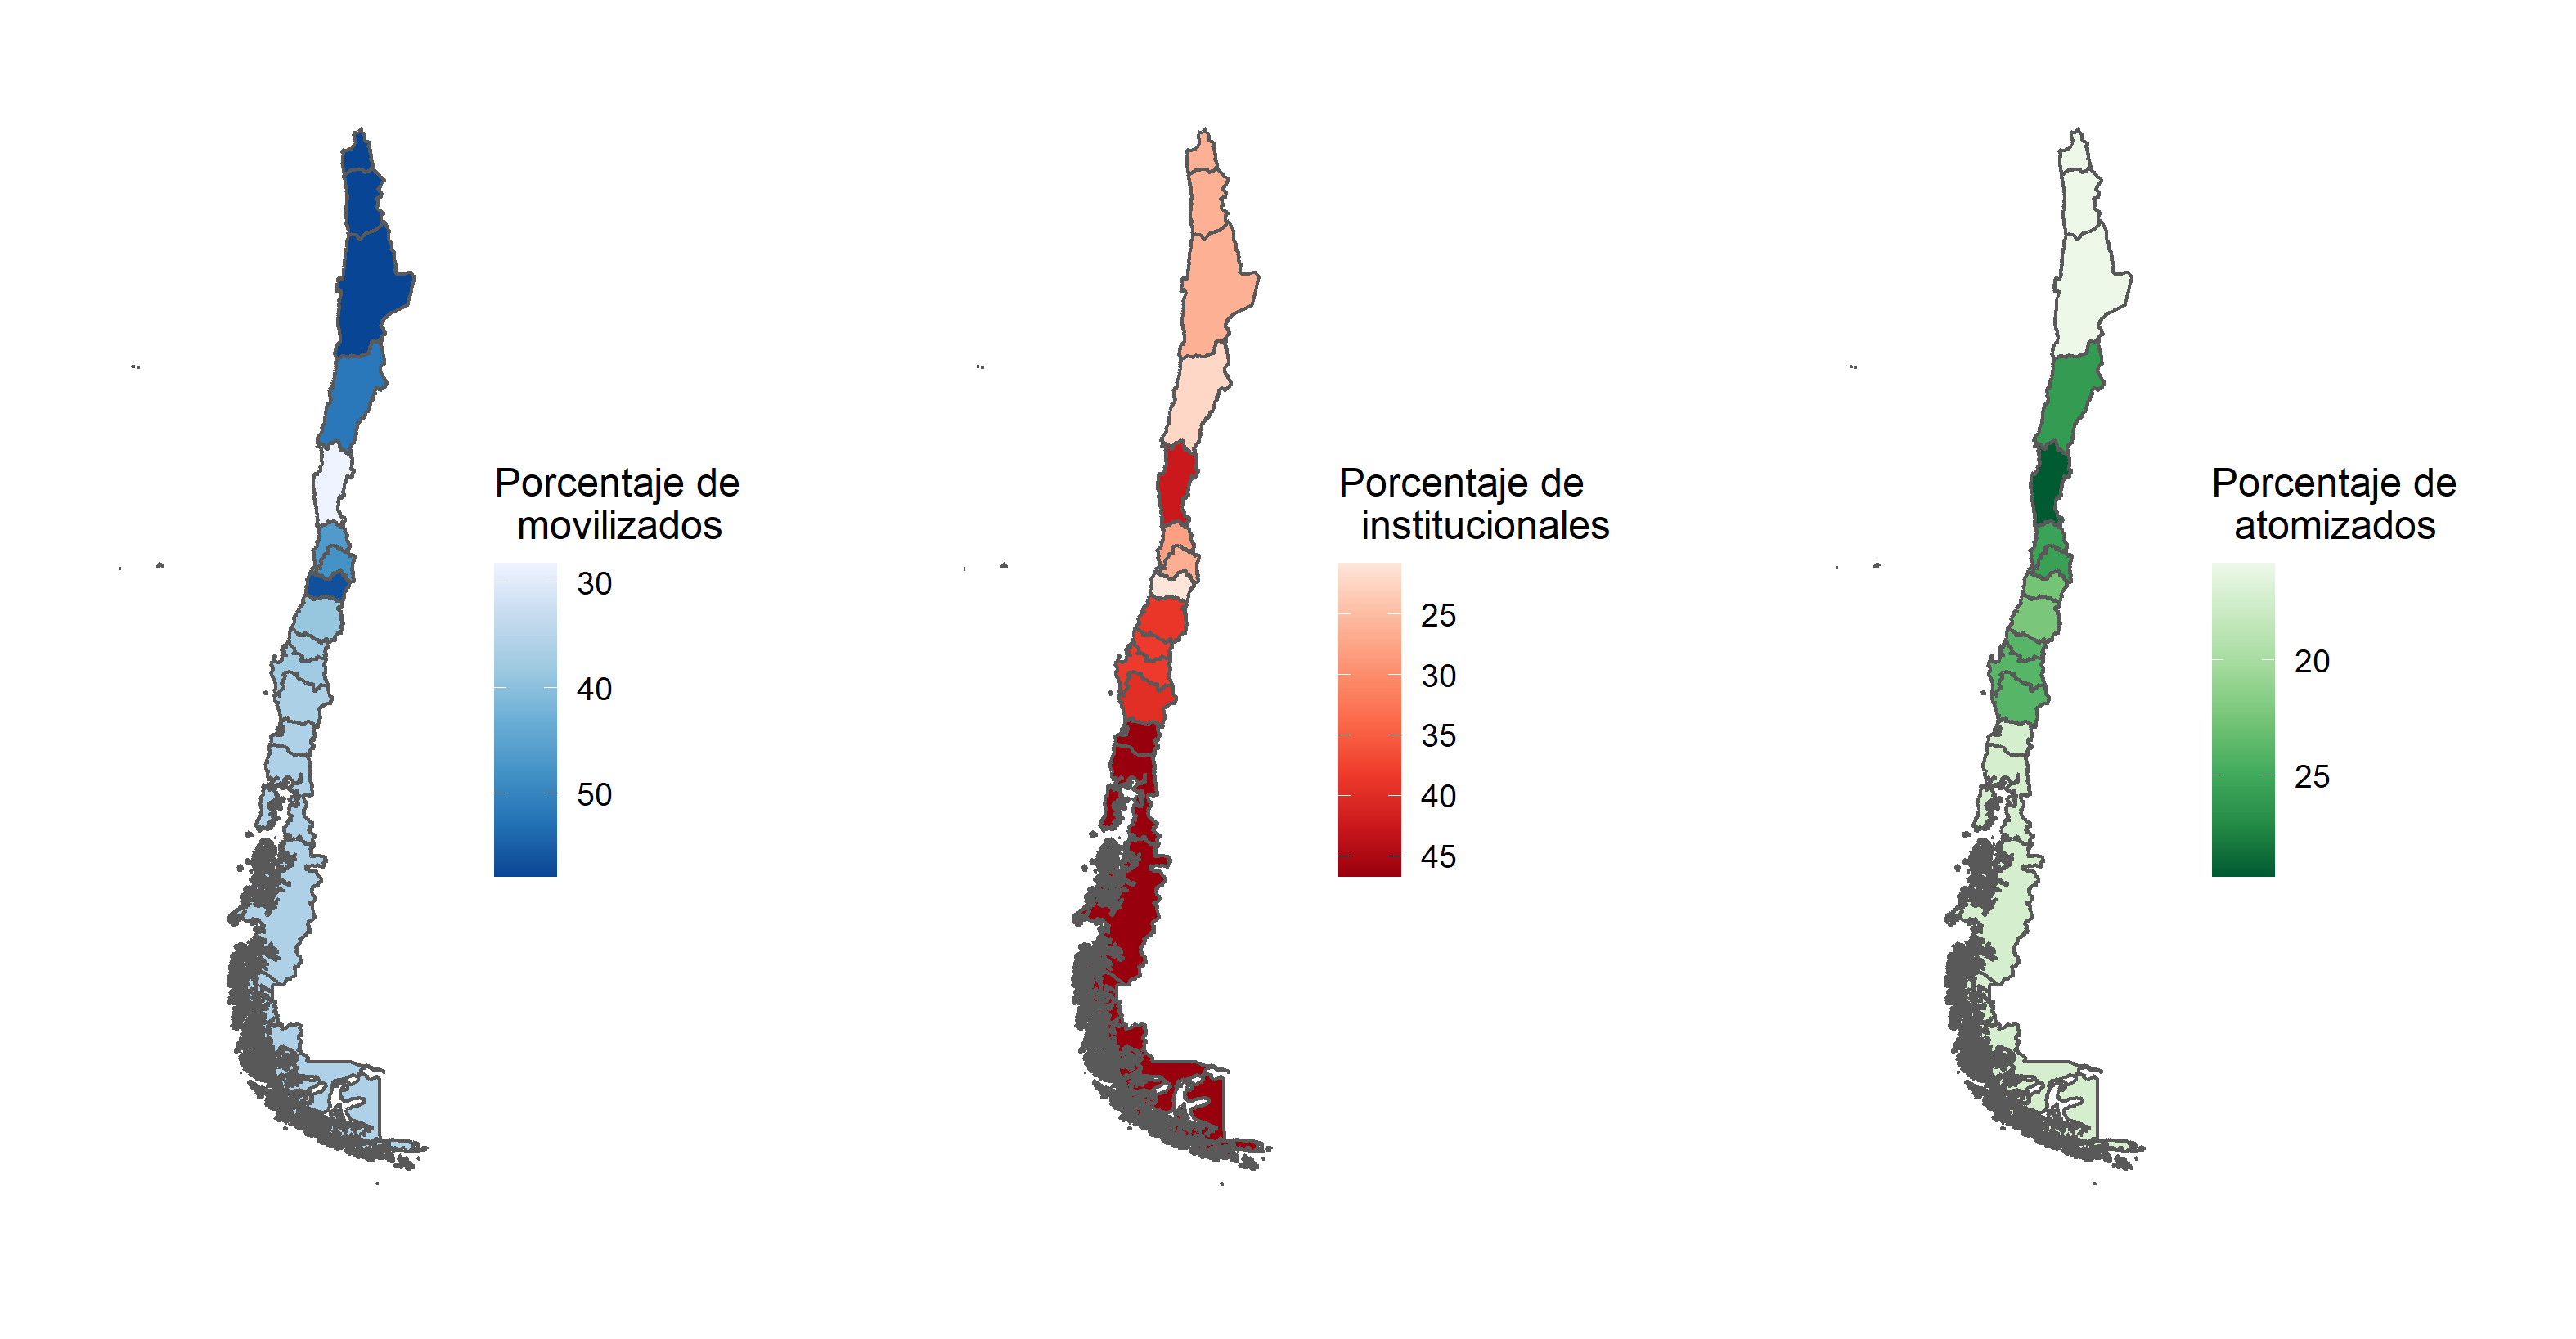 Porcentaje de
movilizados
30
40
50
Porcentaje de
institucionales
25
30
35
40
45
Porcentaje de
atomizados
20
25